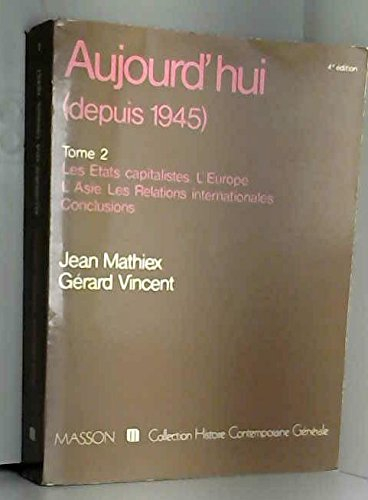 4e édition
Aujourd'hui
(depuis 1945)
Tome 2
Les Etats capitalistes. L'Europe
L'Asie. Les Relations internationales
Conclusions
Jean Mathiex
Gérard Vincent
MASSON m Collection Histoire Contemporaine Générale